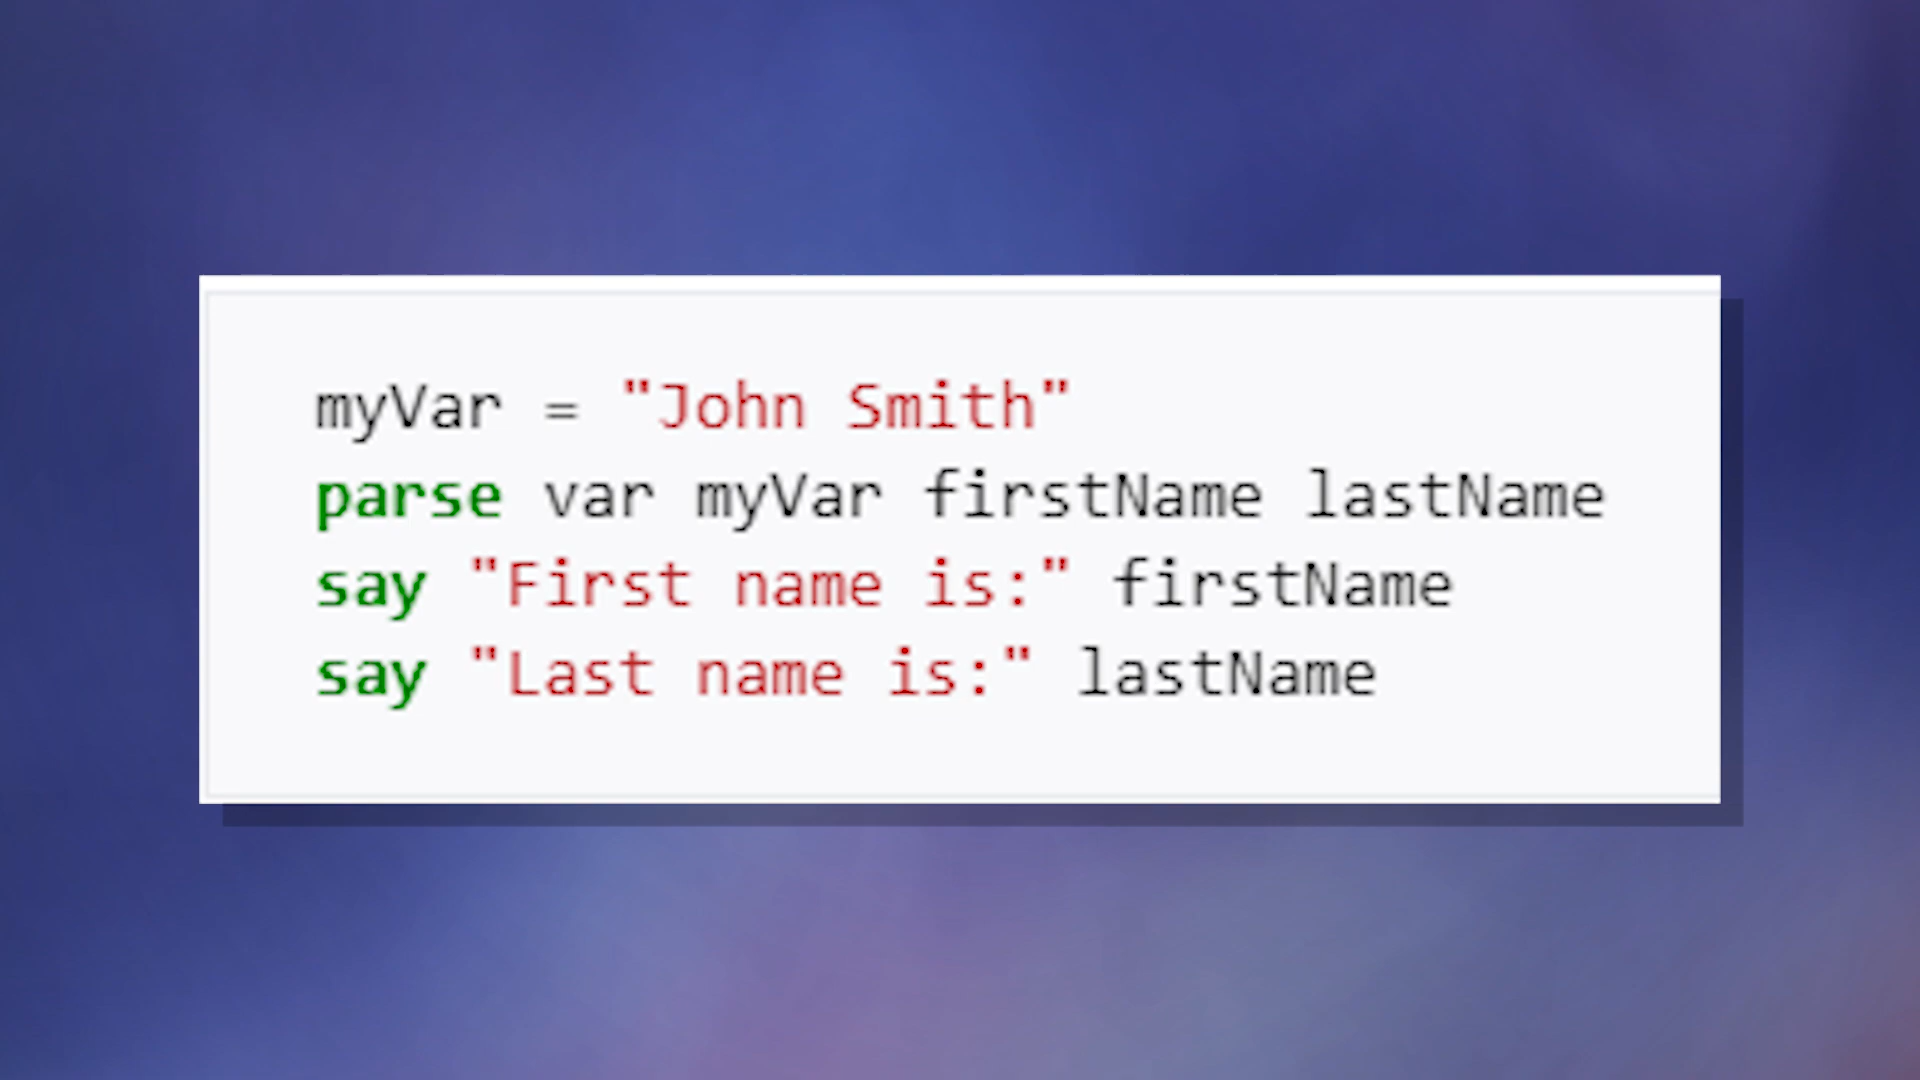 myVar = "John Smith"
parse var myVar firstName lastName
say "First name is:" firstName
say "Last name is:" lastName